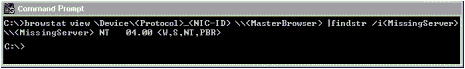 Command Prompt
C:\>browstat view \Device\<Protocol>_<NIC-ID> \\<MasterBrowser> |findstr /i<MissingServer>
\\<MissingServer> NT 04.00 <W,S,NT,PBR>
C:\>